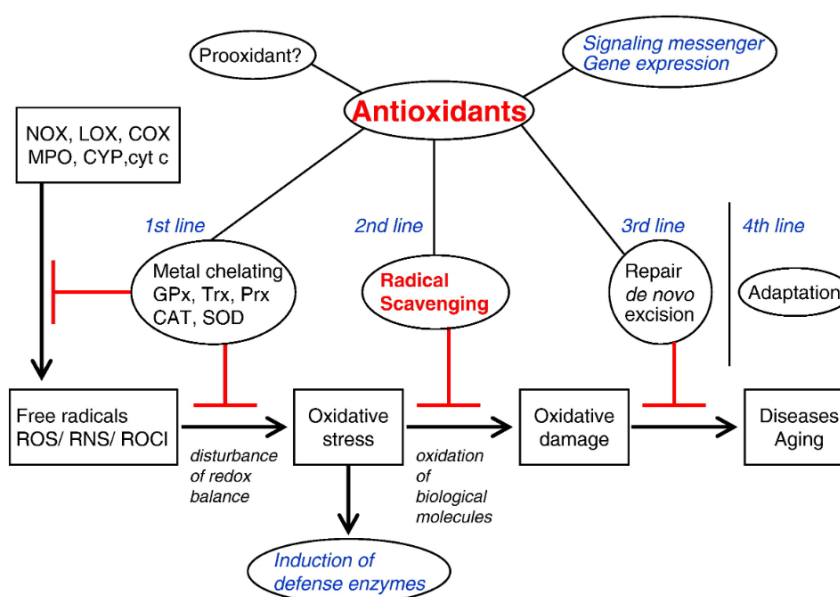 Prooxidant?
Signaling messenger
Gene expression
Antioxidants
NOX, LOX, COX
MPO, CYP,cyt c
1st line
2nd line
3rd line
4th line
Metal chelating
GPx, Trx, Prx
CAT, SOD
Radical
Scavenging
Repair
de novo
excision
Adaptation
Free radicals
ROS/ RNS/ ROCl
disturbance
of redox
balance
Oxidative
stress
oxidation
of
biological
molecules
Oxidative
damage
Diseases
Aging
Induction of
defense enzymes